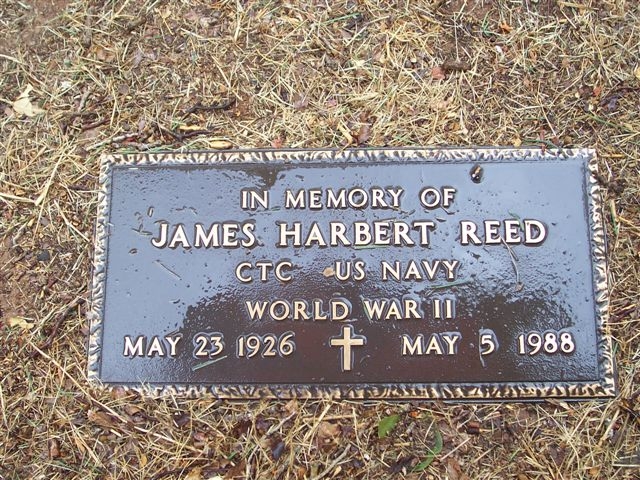 IN MEMORY OF
JAMES HARBERT REED
CTC US NAVY
WORLD WAR II
MAY 23 1926 MAY 5 1988